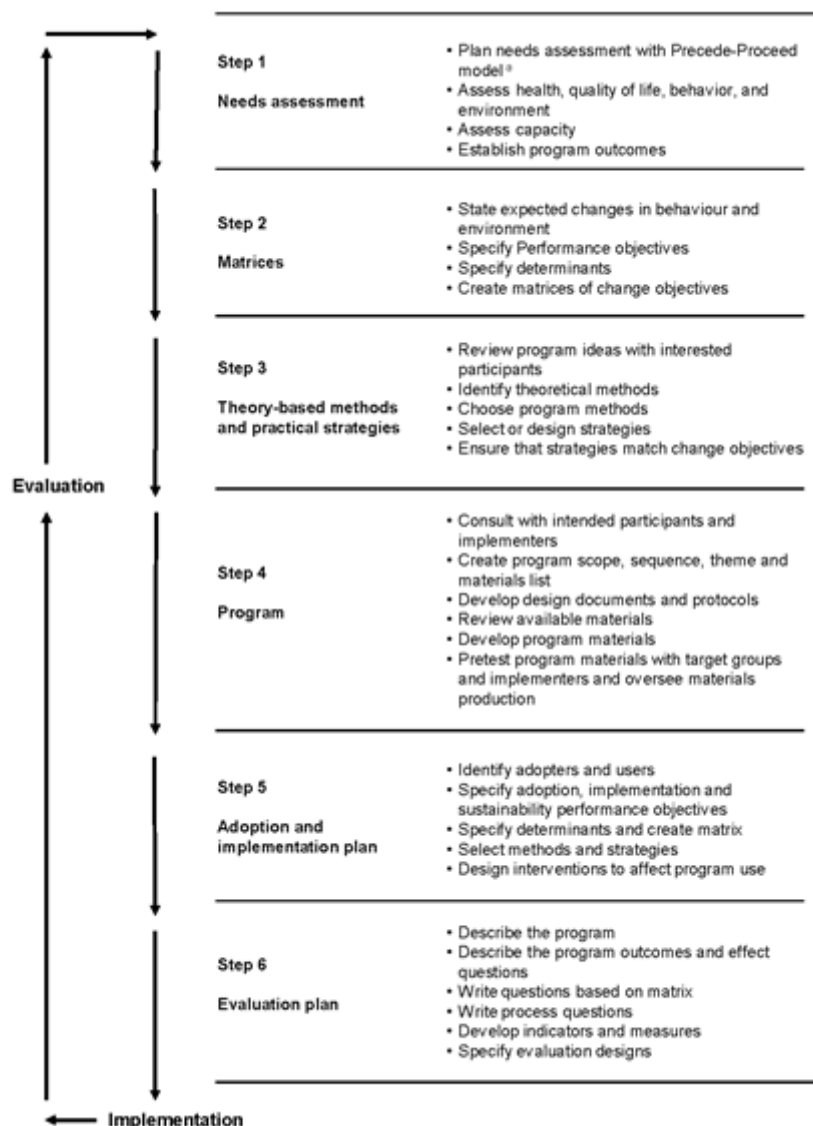 Step 1
Needs assessment
• Plan needs assessment with Precede-Proceed
model a
• Assess health, quality of life, behavior, and
environment
• Assess capacity
• Establish program outcomes
Step 2
Matrices
• State expected changes in behaviour and
environment
• Specify Performance objectives
• Specify determinants
• Create matrices of change objectives
Step 3
Theory-based methods
and practical strategies
• Review program ideas with interested
participants
• Identify theoretical methods
• Choose program methods
• Select or design strategies
• Ensure that strategies match change objectives
Evaluation
Step 4
Program
• Consult with intended participants and
implementers
• Create program scope, sequence, theme and
materials list
• Develop design documents and protocols
• Review available materials
• Develop program materials
• Pretest program materials with target groups
and implementers and oversee materials
production
Step 5
Adoption and
implementation plan
• Identify adopters and users
• Specify adoption, implementation and
sustainability performance objectives
• Specify determinants and create matrix
• Select methods and strategies
• Design interventions to affect program use
Step 6
Evaluation plan
• Describe the program
• Describe the program outcomes and effect
questions
• Write questions based on matrix
• Write process questions
• Develop indicators and measures
• Specify evaluation designs
Implementation